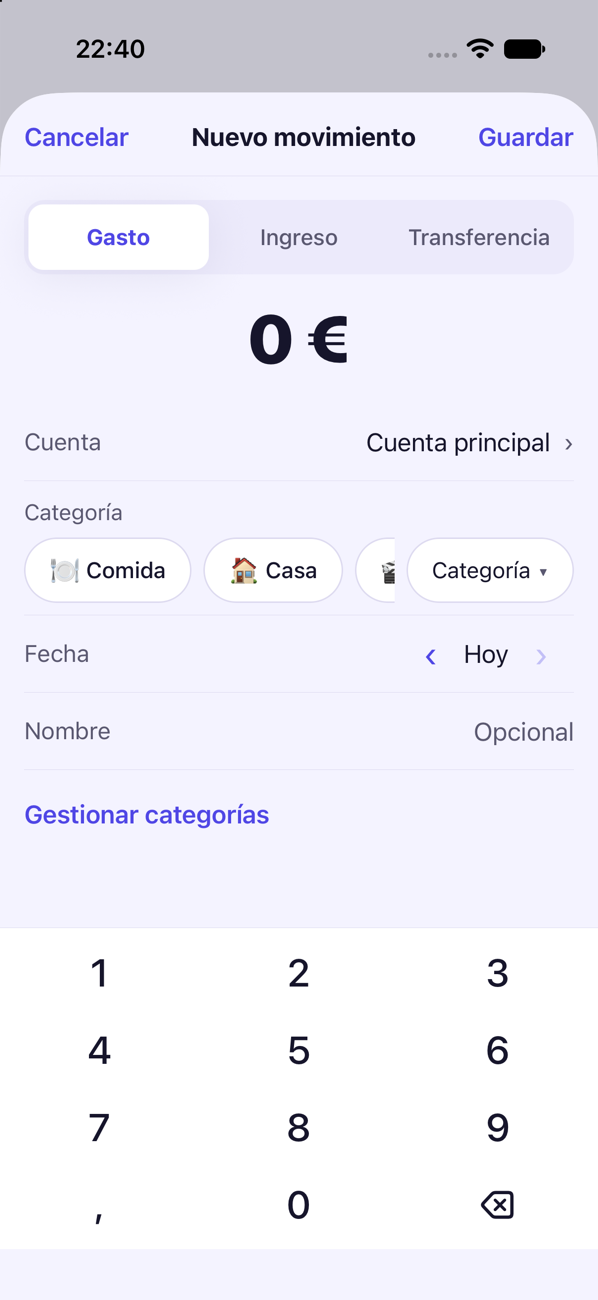 22:40
Cancelar Nuevo movimiento Guardar
Gasto Ingreso Transferencia
0 €
Cuenta Cuenta principal ›
Categoría
🍽️ Comida 🏠 Casa 🎬 Categoría ▾
Fecha ‹ Hoy ›
Nombre Opcional
Gestionar categorías
1 2 3
4 5 6
7 8 9
, 0